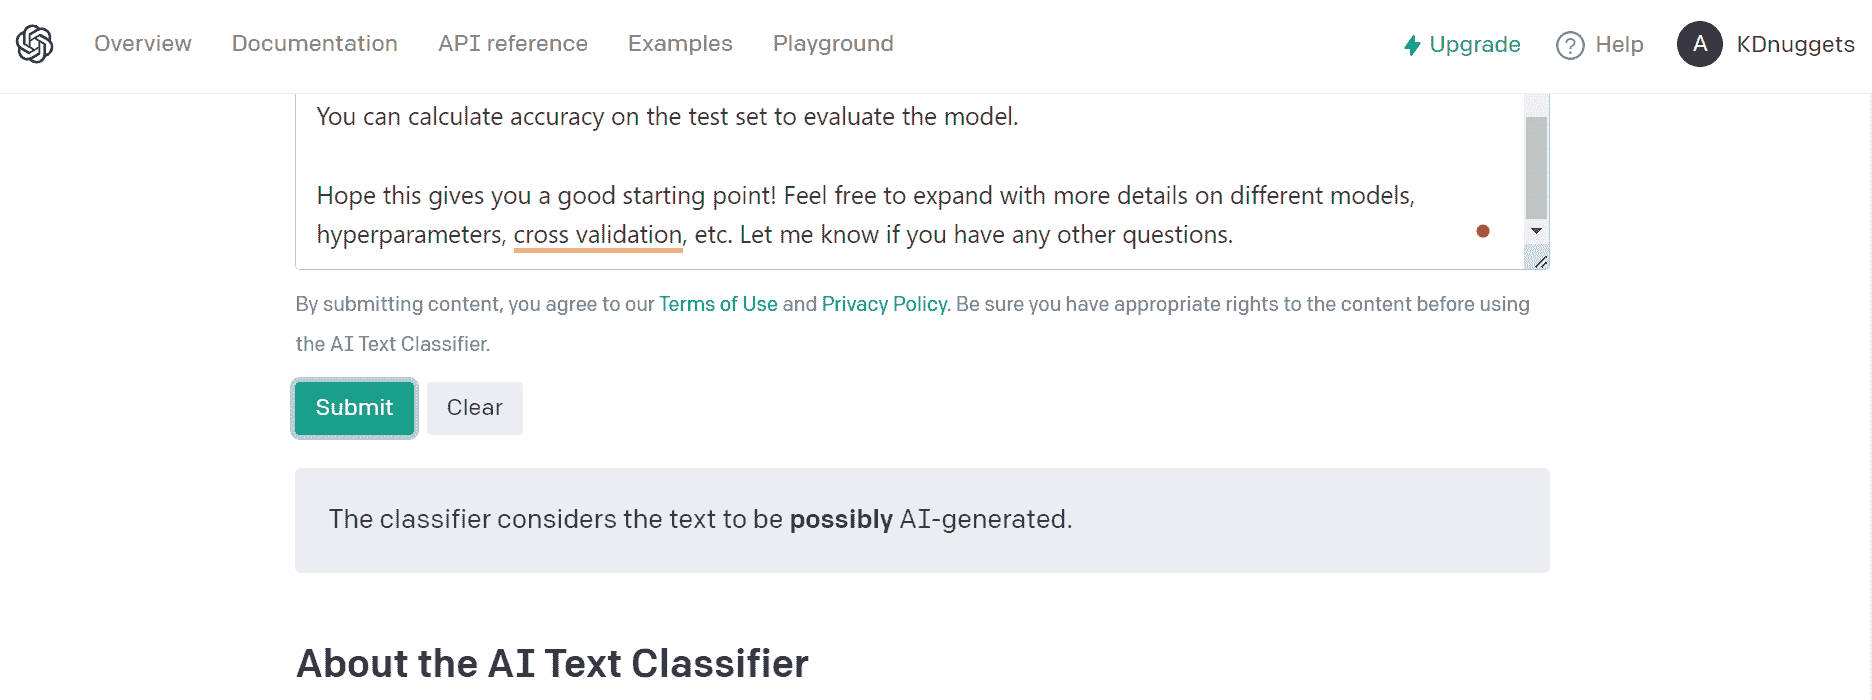 Overview Documentation API reference Examples Playground Upgrade ? Help A KDnuggets
You can calculate accuracy on the test set to evaluate the model.
Hope this gives you a good starting point! Feel free to expand with more details on different models,
hyperparameters, cross validation, etc. Let me know if you have any other questions.
By submitting content, you agree to our Terms of Use and Privacy Policy. Be sure you have appropriate rights to the content before using
the AI Text Classifier.
Submit Clear
The classifier considers the text to be possibly AI-generated.
About the AI Text Classifier